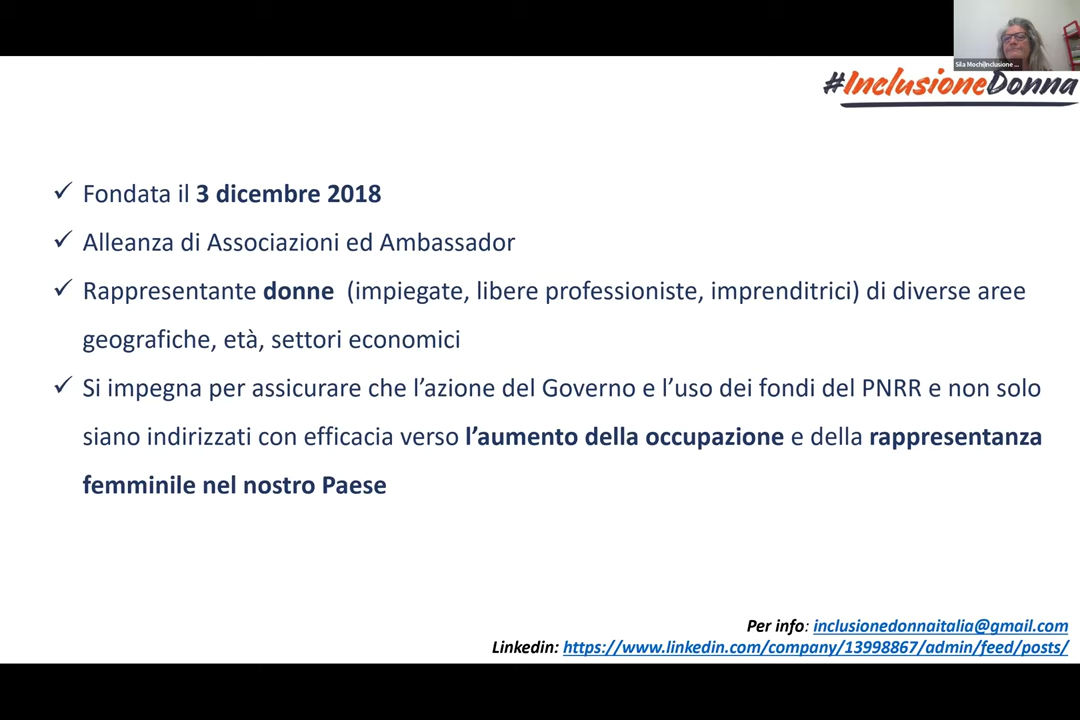 Sila Mochi|Inclusione ...
#InclusioneDonna
✓ Fondata il 3 dicembre 2018
✓ Alleanza di Associazioni ed Ambassador
✓ Rappresentante donne (impiegate, libere professioniste, imprenditrici) di diverse aree
geografiche, età, settori economici
✓ Si impegna per assicurare che l’azione del Governo e l’uso dei fondi del PNRR e non solo
siano indirizzati con efficacia verso l’aumento della occupazione e della rappresentanza
femminile nel nostro Paese
Per info: inclusionedonnaitalia@gmail.com
Linkedin: https://www.linkedin.com/company/13998867/admin/feed/posts/